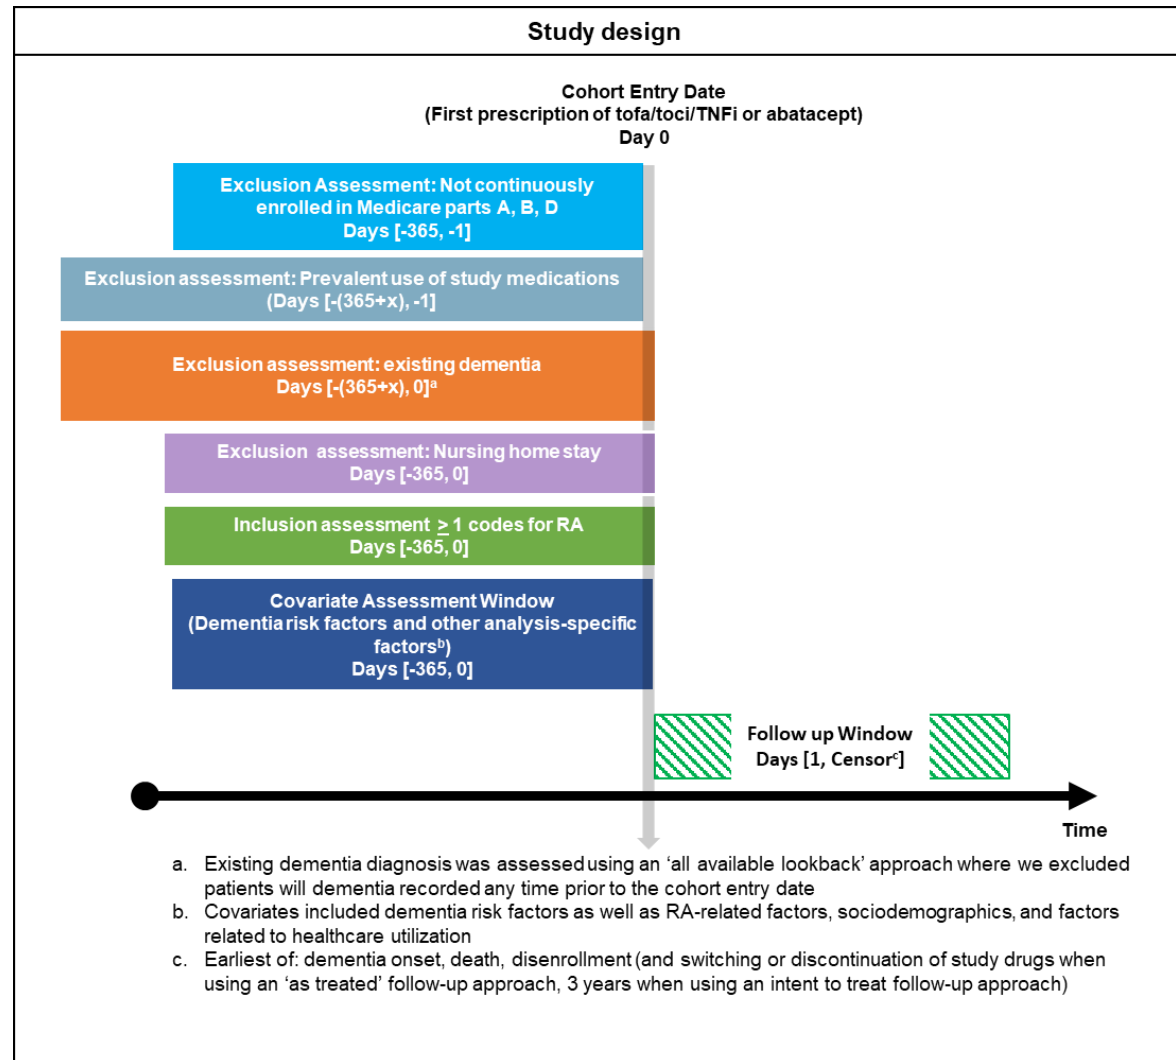 Study design
Cohort Entry Date
(First prescription of tofa/toci/TNFi or abatacept)
Day 0
Exclusion Assessment: Not continuously
enrolled in Medicare parts A, B, D
Days [-365, -1]
Exclusion assessment: Prevalent use of study medications
(Days [-(365+x), -1]
Exclusion assessment: existing dementia
Days [-(365+x), 0]ᵃ
Exclusion assessment: Nursing home stay
Days [-365, 0]
Inclusion assessment ≥ 1 codes for RA
Days [-365, 0]
Covariate Assessment Window
(Dementia risk factors and other analysis-specific
factorsᵇ)
Days [-365, 0]
Follow up Window
Days [1, Censorᶜ]
Time
a. Existing dementia diagnosis was assessed using an ‘all available lookback’ approach where we excluded
patients will dementia recorded any time prior to the cohort entry date
b. Covariates included dementia risk factors as well as RA-related factors, sociodemographics, and factors
related to healthcare utilization
c. Earliest of: dementia onset, death, disenrollment (and switching or discontinuation of study drugs when
using an ‘as treated’ follow-up approach, 3 years when using an intent to treat follow-up approach)